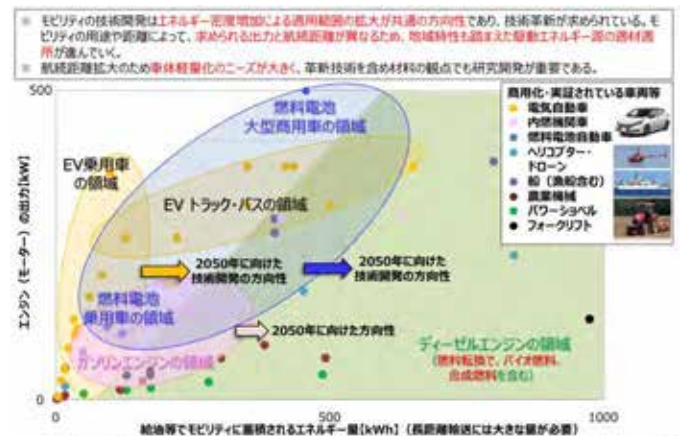 モビリティの技術開発はエネルギー密度増加による適用範囲の拡大が共通の方向性であり、技術革新が求められている。モ
ビリティの用途や距離によって、求められる出力と航続距離が異なるため、地域特性も踏まえた駆動エネルギー源の適材適
所が進んでいく。
航続距離拡大のため車体軽量化のニーズが大きく、革新技術を含め材料の観点でも研究開発が重要である。
500
燃料電池
大型商用車の領域
商用化・実証されている車両等
電気自動車
内燃機関車
燃料電池自動車
ヘリコプター・
ドローン
船（漁船含む）
農業機械
パワーショベル
フォークリフト
EV乗用車
の領域
EVトラック・バスの領域
エンジン（モーター）の出力【kW】
2050年に向けた
技術開発の方向性
2050年に向けた
技術開発の方向性
燃料電池
乗用車の領域
2050年に向けた方向性
ガソリンエンジンの領域
ディーゼルエンジンの領域
（燃料転換で、バイオ燃料、
合成燃料を含む）
0
0
500
1000
給油等でモビリティに蓄積されるエネルギー量【kWh】（長距離輸送には大きな量が必要）